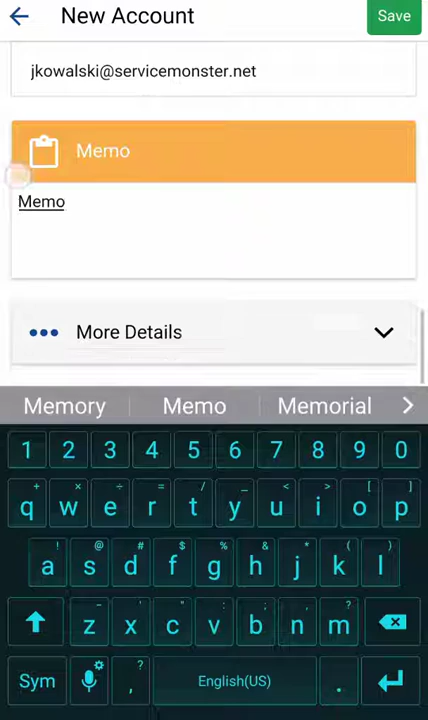 New Account Save
jkowalski@servicemonster.net
Memo
Memo
More Details
Memory Memo Memorial
1 2 3 4 5 6 7 8 9 0
+ × ÷ = / _ < > [ ]
q w e r t y u i o p
! @ # $ % & * ( )
a s d f g h j k l
- ' " : ; , ?
z x c v b n m
Sym , ? English(US) .